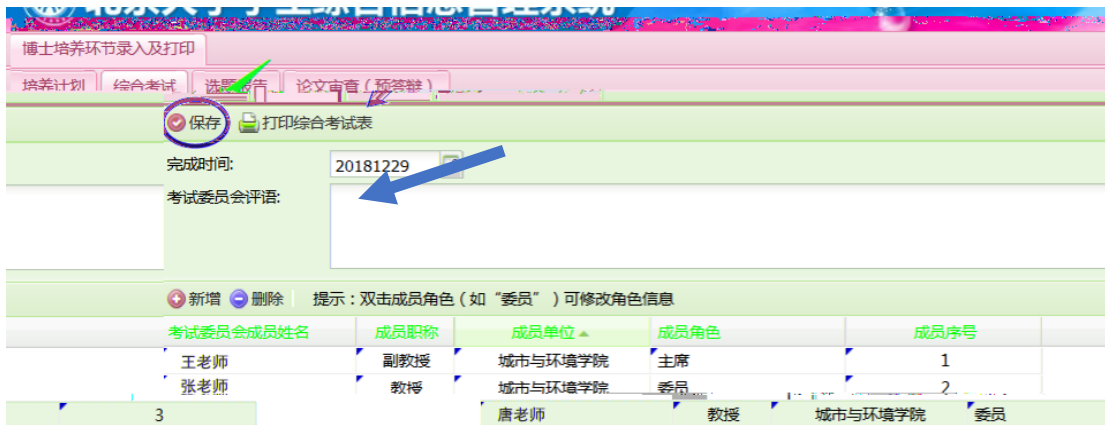 博士培养环节录入及打印
培养计划 综合考试 选题报告 论文审查（预答辩）
保存 打印综合考试表
完成时间: 20181229
考试委员会评语:
新增 删除 提示：双击成员角色（如“委员”）可修改角色信息
考试委员会成员姓名 成员职称 成员单位 成员角色 成员序号
王老师 副教授 城市与环境学院 主席 1
张老师 教授 城市与环境学院 委员 2
3 唐老师 教授 城市与环境学院 委员